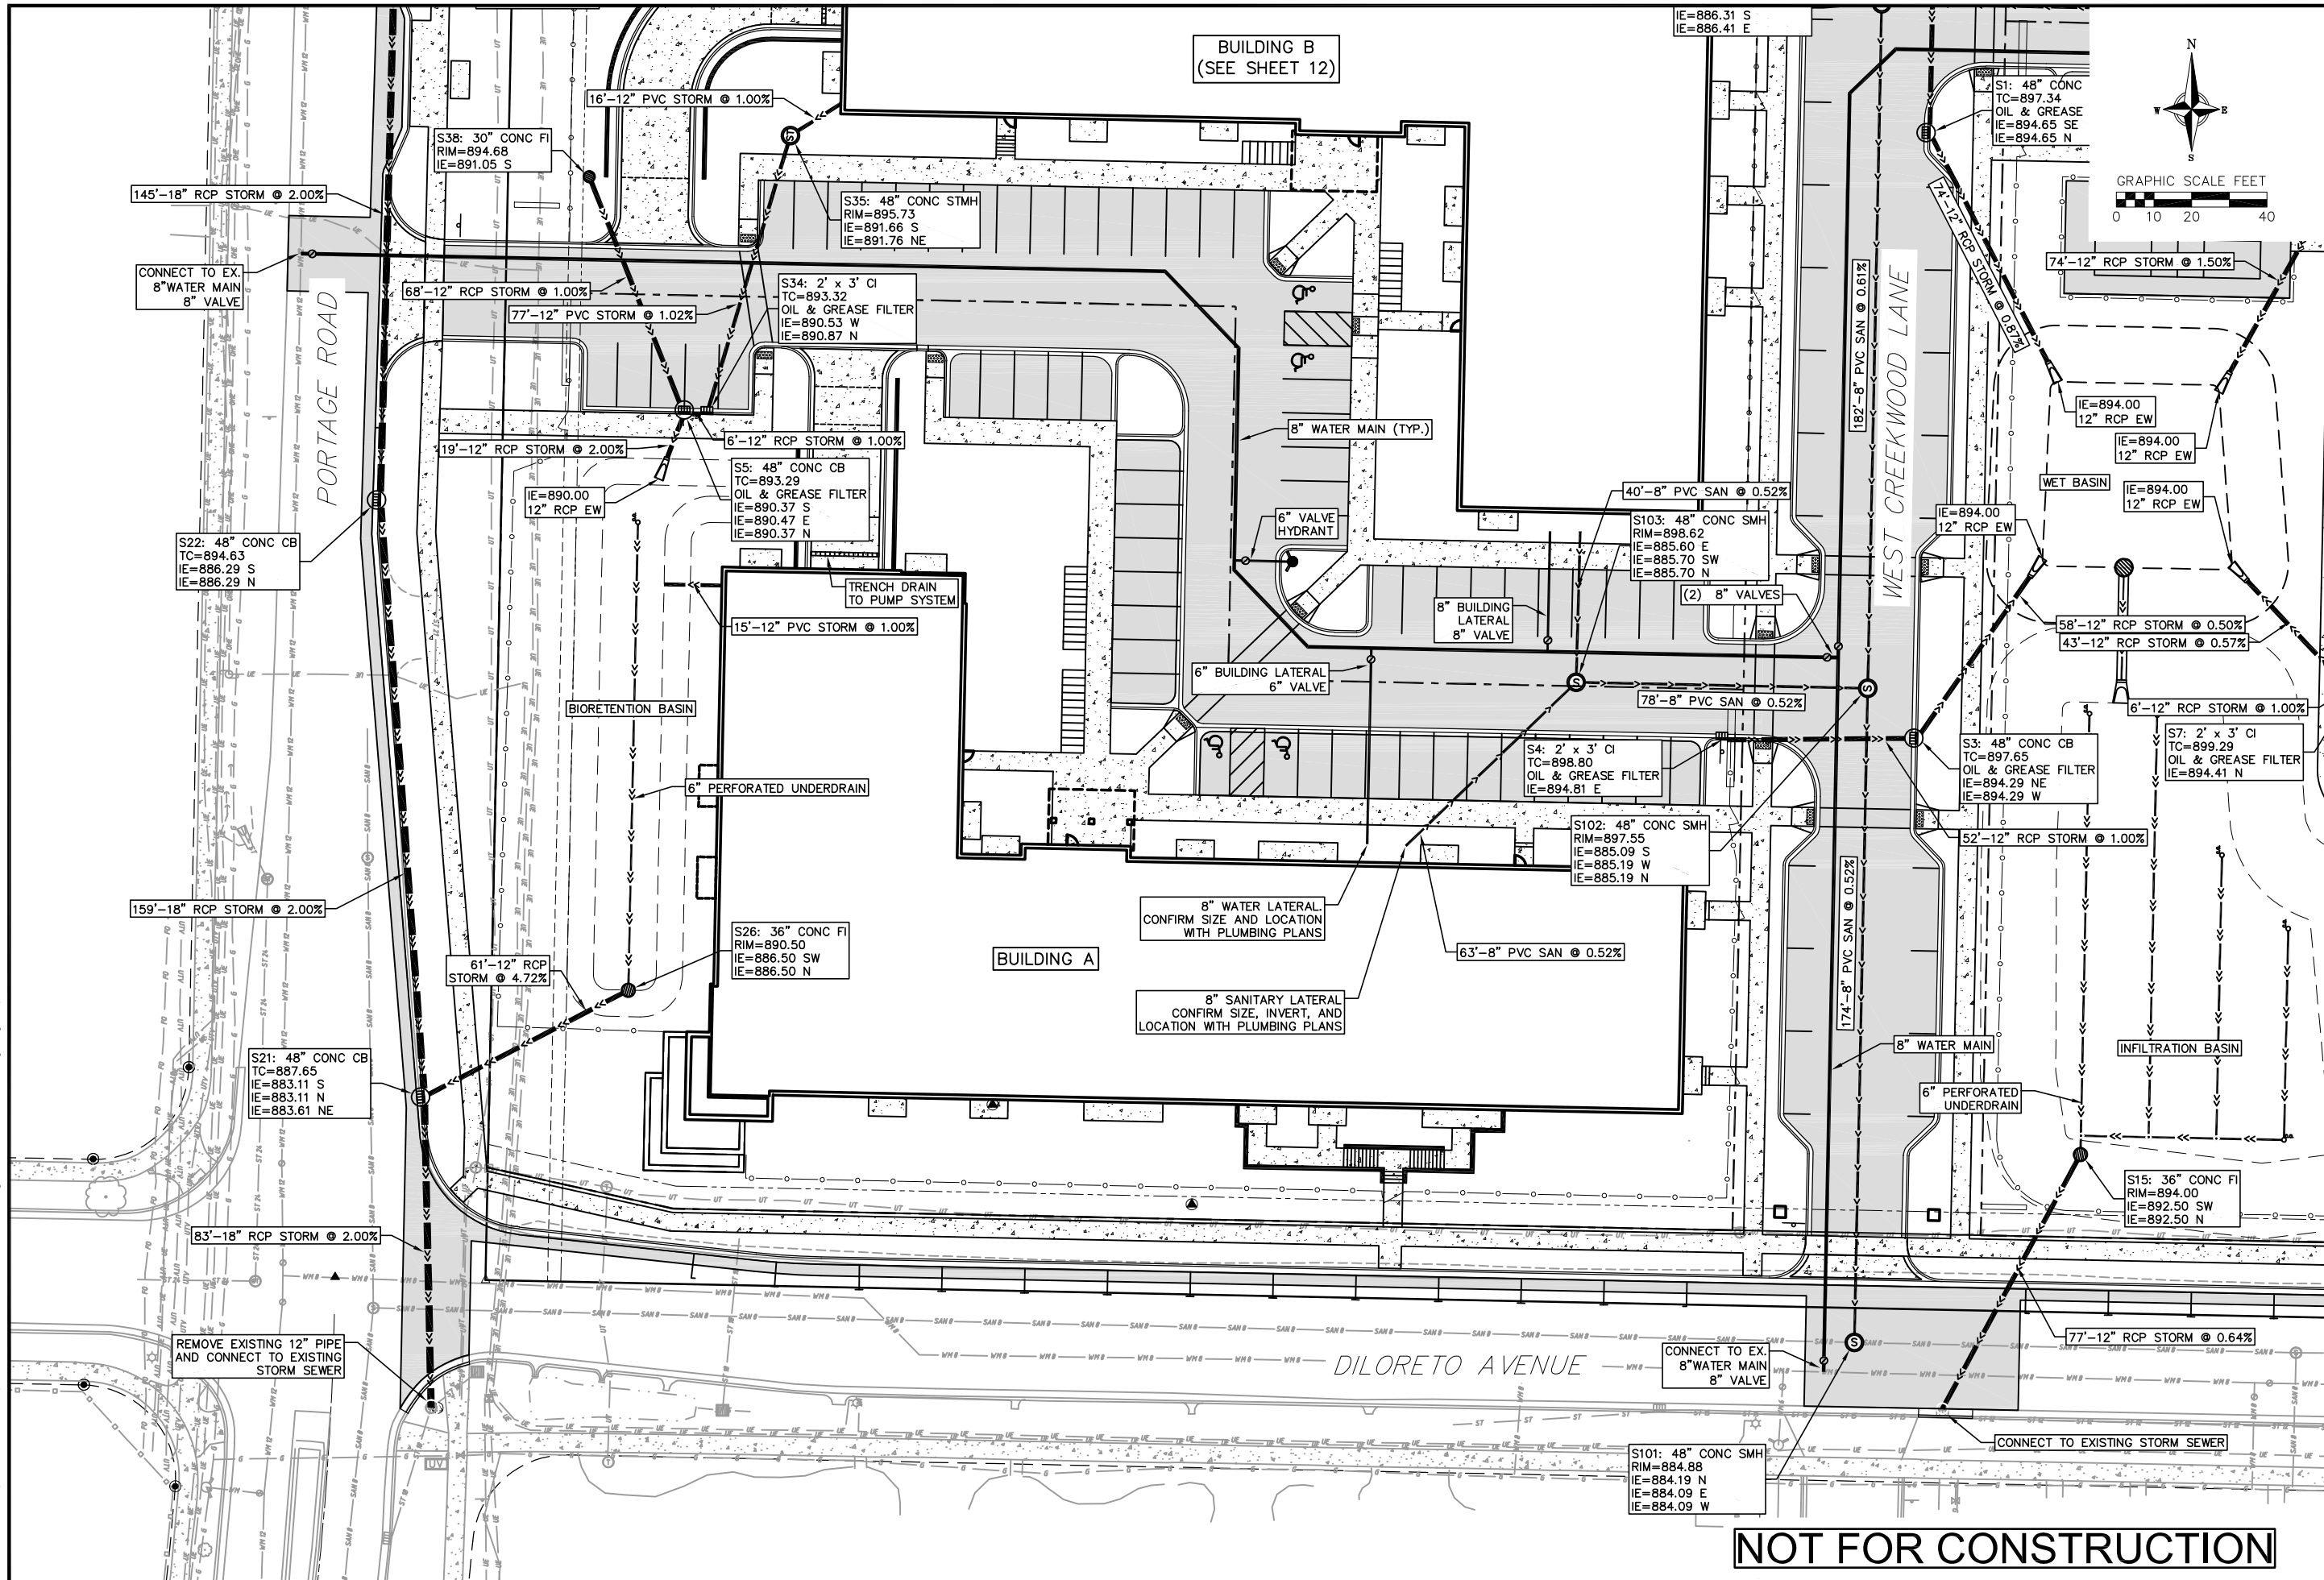 IE=886.31 S
IE=886.41 E
BUILDING B
(SEE SHEET 12)
N
W
E
S
GRAPHIC SCALE FEET
0 10 20 40
S1: 48" CONC
TC=897.34
OIL & GREASE
IE=894.65 SE
IE=894.65 N
16'-12" PVC STORM @ 1.00%
S38: 30" CONC FI
RIM=894.68
IE=891.05 S
145'-18" RCP STORM @ 2.00%
S35: 48" CONC STMH
RIM=895.73
IE=891.66 S
IE=891.76 NE
ST
74'-12" RCP STORM @ 0.87%
74'-12" RCP STORM @ 1.50%
CONNECT TO EX.
8"WATER MAIN
8" VALVE
PORTAGE ROAD
68'-12" RCP STORM @ 1.00%
77'-12" PVC STORM @ 1.02%
S34: 2' x 3' CI
TC=893.32
OIL & GREASE FILTER
IE=890.53 W
IE=890.87 N
182'-8" PVC SAN @ 0.61%
WEST CREEKWOOD LANE
IE=894.00
12" RCP EW
IE=894.00
12" RCP EW
8" WATER MAIN (TYP.)
6'-12" RCP STORM @ 1.00%
19'-12" RCP STORM @ 2.00%
S5: 48" CONC CB
TC=893.29
OIL & GREASE FILTER
IE=890.37 S
IE=890.47 E
IE=890.37 N
IE=890.00
12" RCP EW
WET BASIN
IE=894.00
12" RCP EW
IE=894.00
12" RCP EW
40'-8" PVC SAN @ 0.52%
6" VALVE
HYDRANT
S103: 48" CONC SMH
RIM=898.62
IE=885.60 E
IE=885.70 SW
IE=885.70 N
S22: 48" CONC CB
TC=894.63
IE=886.29 S
IE=886.29 N
TRENCH DRAIN
TO PUMP SYSTEM
(2) 8" VALVES
8" BUILDING
LATERAL
8" VALVE
15'-12" PVC STORM @ 1.00%
58'-12" RCP STORM @ 0.50%
43'-12" RCP STORM @ 0.57%
6" BUILDING LATERAL
6" VALVE
S
S
78'-8" PVC SAN @ 0.52%
BIORETENTION BASIN
6'-12" RCP STORM @ 1.00%
S7: 2' x 3' CI
TC=899.29
OIL & GREASE FILTER
IE=894.41 N
S4: 2' x 3' CI
TC=898.80
OIL & GREASE FILTER
IE=894.81 E
S3: 48" CONC CB
TC=897.65
OIL & GREASE FILTER
IE=894.29 NE
IE=894.29 W
6" PERFORATED UNDERDRAIN
S102: 48" CONC SMH
RIM=897.55
IE=885.09 S
IE=885.19 W
IE=885.19 N
52'-12" RCP STORM @ 1.00%
159'-18" RCP STORM @ 2.00%
8" WATER LATERAL
CONFIRM SIZE AND LOCATION
WITH PLUMBING PLANS
174'-8" PVC SAN @ 0.52%
S26: 36" CONC FI
RIM=890.50
IE=886.50 SW
IE=886.50 N
BUILDING A
63'-8" PVC SAN @ 0.52%
61'-12" RCP
STORM @ 4.72%
8" SANITARY LATERAL
CONFIRM SIZE, INVERT, AND
LOCATION WITH PLUMBING PLANS
S21: 48" CONC CB
TC=887.65
IE=883.11 S
IE=883.11 N
IE=883.61 NE
8" WATER MAIN
INFILTRATION BASIN
6" PERFORATED
UNDERDRAIN
S15: 36" CONC FI
RIM=894.00
IE=892.50 SW
IE=892.50 N
83'-18" RCP STORM @ 2.00%
REMOVE EXISTING 12" PIPE
AND CONNECT TO EXISTING
STORM SEWER
DILORETO AVENUE
CONNECT TO EX.
8"WATER MAIN
8" VALVE
S
77'-12" RCP STORM @ 0.64%
CONNECT TO EXISTING STORM SEWER
S101: 48" CONC SMH
RIM=884.88
IE=884.19 N
IE=884.09 E
IE=884.09 W
UV
NOT FOR CONSTRUCTION